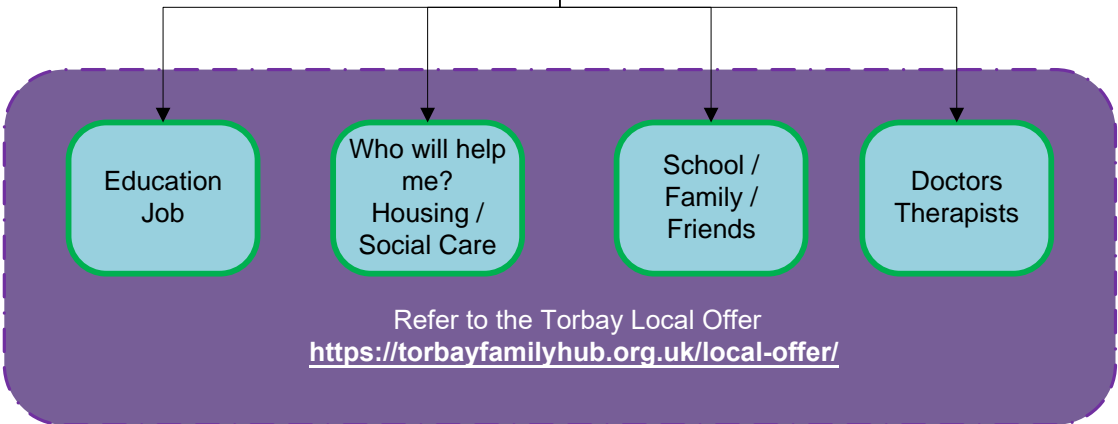 Education
Job
Who will help
me?
Housing /
Social Care
School /
Family /
Friends
Doctors
Therapists
Refer to the Torbay Local Offer
https://torbayfamilyhub.org.uk/local-offer/